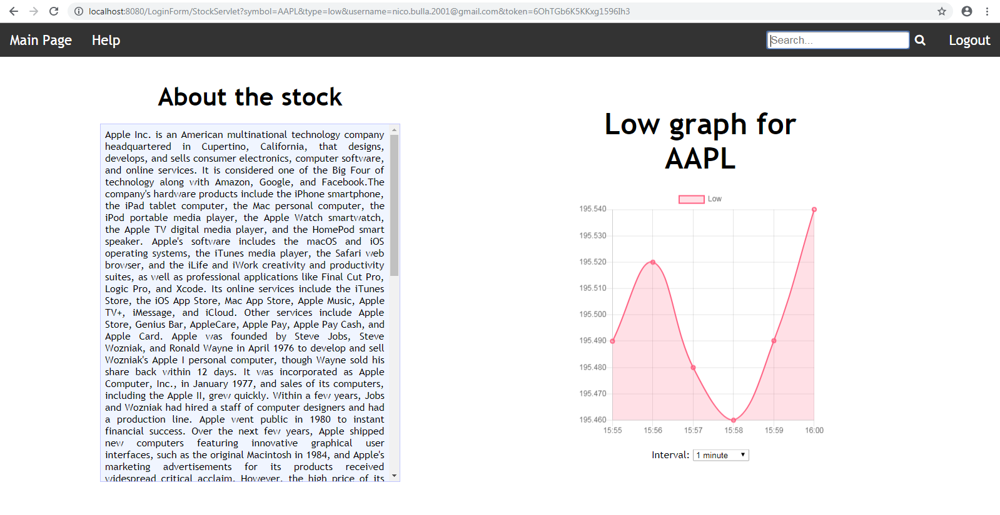 localhost:8080/LoginForm/StockServlet?symbol=AAPL&type=low&username=nico.bulla.2001@gmail.com&token=6OhTGb6K5KKxg1596Ih3
Main Page Help Search... Logout
About the stock
Apple Inc. is an American multinational technology company
headquartered in Cupertino, California, that designs,
develops, and sells consumer electronics, computer software,
and online services. It is considered one of the Big Four of
technology along with Amazon, Google, and Facebook.The
company's hardware products include the iPhone smartphone,
the iPad tablet computer, the Mac personal computer, the
iPod portable media player, the Apple Watch smartwatch,
the Apple TV digital media player, and the HomePod smart
speaker. Apple's software includes the macOS and iOS
operating systems, the iTunes media player, the Safari web
browser, and the iLife and iWork creativity and productivity
suites, as well as professional applications like Final Cut Pro,
Logic Pro, and Xcode. Its online services include the iTunes
Store, the iOS App Store, Mac App Store, Apple Music, Apple
TV+, iMessage, and iCloud. Other services include Apple
Store, Genius Bar, AppleCare, Apple Pay, Apple Pay Cash, and
Apple Card. Apple was founded by Steve Jobs, Steve
Wozniak, and Ronald Wayne in April 1976 to develop and sell
Wozniak's Apple I personal computer, though Wayne sold his
share back within 12 days. It was incorporated as Apple
Computer, Inc., in January 1977, and sales of its computers,
including the Apple II, grew quickly. Within a few years, Jobs
and Wozniak had hired a staff of computer designers and had
a production line. Apple went public in 1980 to instant
financial success. Over the next few years, Apple shipped
new computers featuring innovative graphical user
interfaces, such as the original Macintosh in 1984, and Apple's
marketing advertisements for its products received
widespread critical acclaim. However, the high price of its
Low graph for
AAPL
Low
195.540
195.530
195.520
195.510
195.500
195.490
195.480
195.470
195.460
15:55 15:56 15:57 15:58 15:59 16:00
Interval: 1 minute